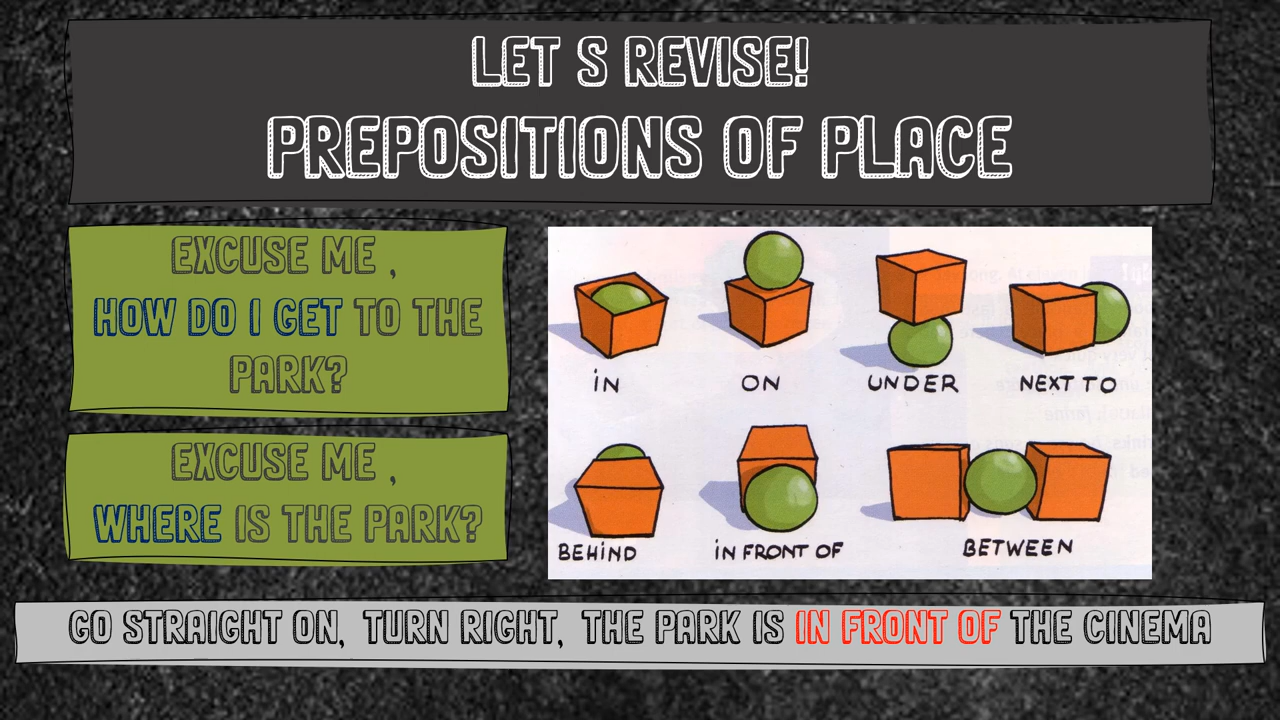 LET S REVISE!
PREPOSITIONS OF PLACE
EXCUSE ME ,
HOW DO I GET TO THE
PARK?
EXCUSE ME ,
WHERE IS THE PARK?
iN ON UNDER NEXT TO
BEHiND iN FRONT OF BETWEEN
GO STRAIGHT ON, TURN RIGHT, THE PARK IS IN FRONT OF THE CINEMA